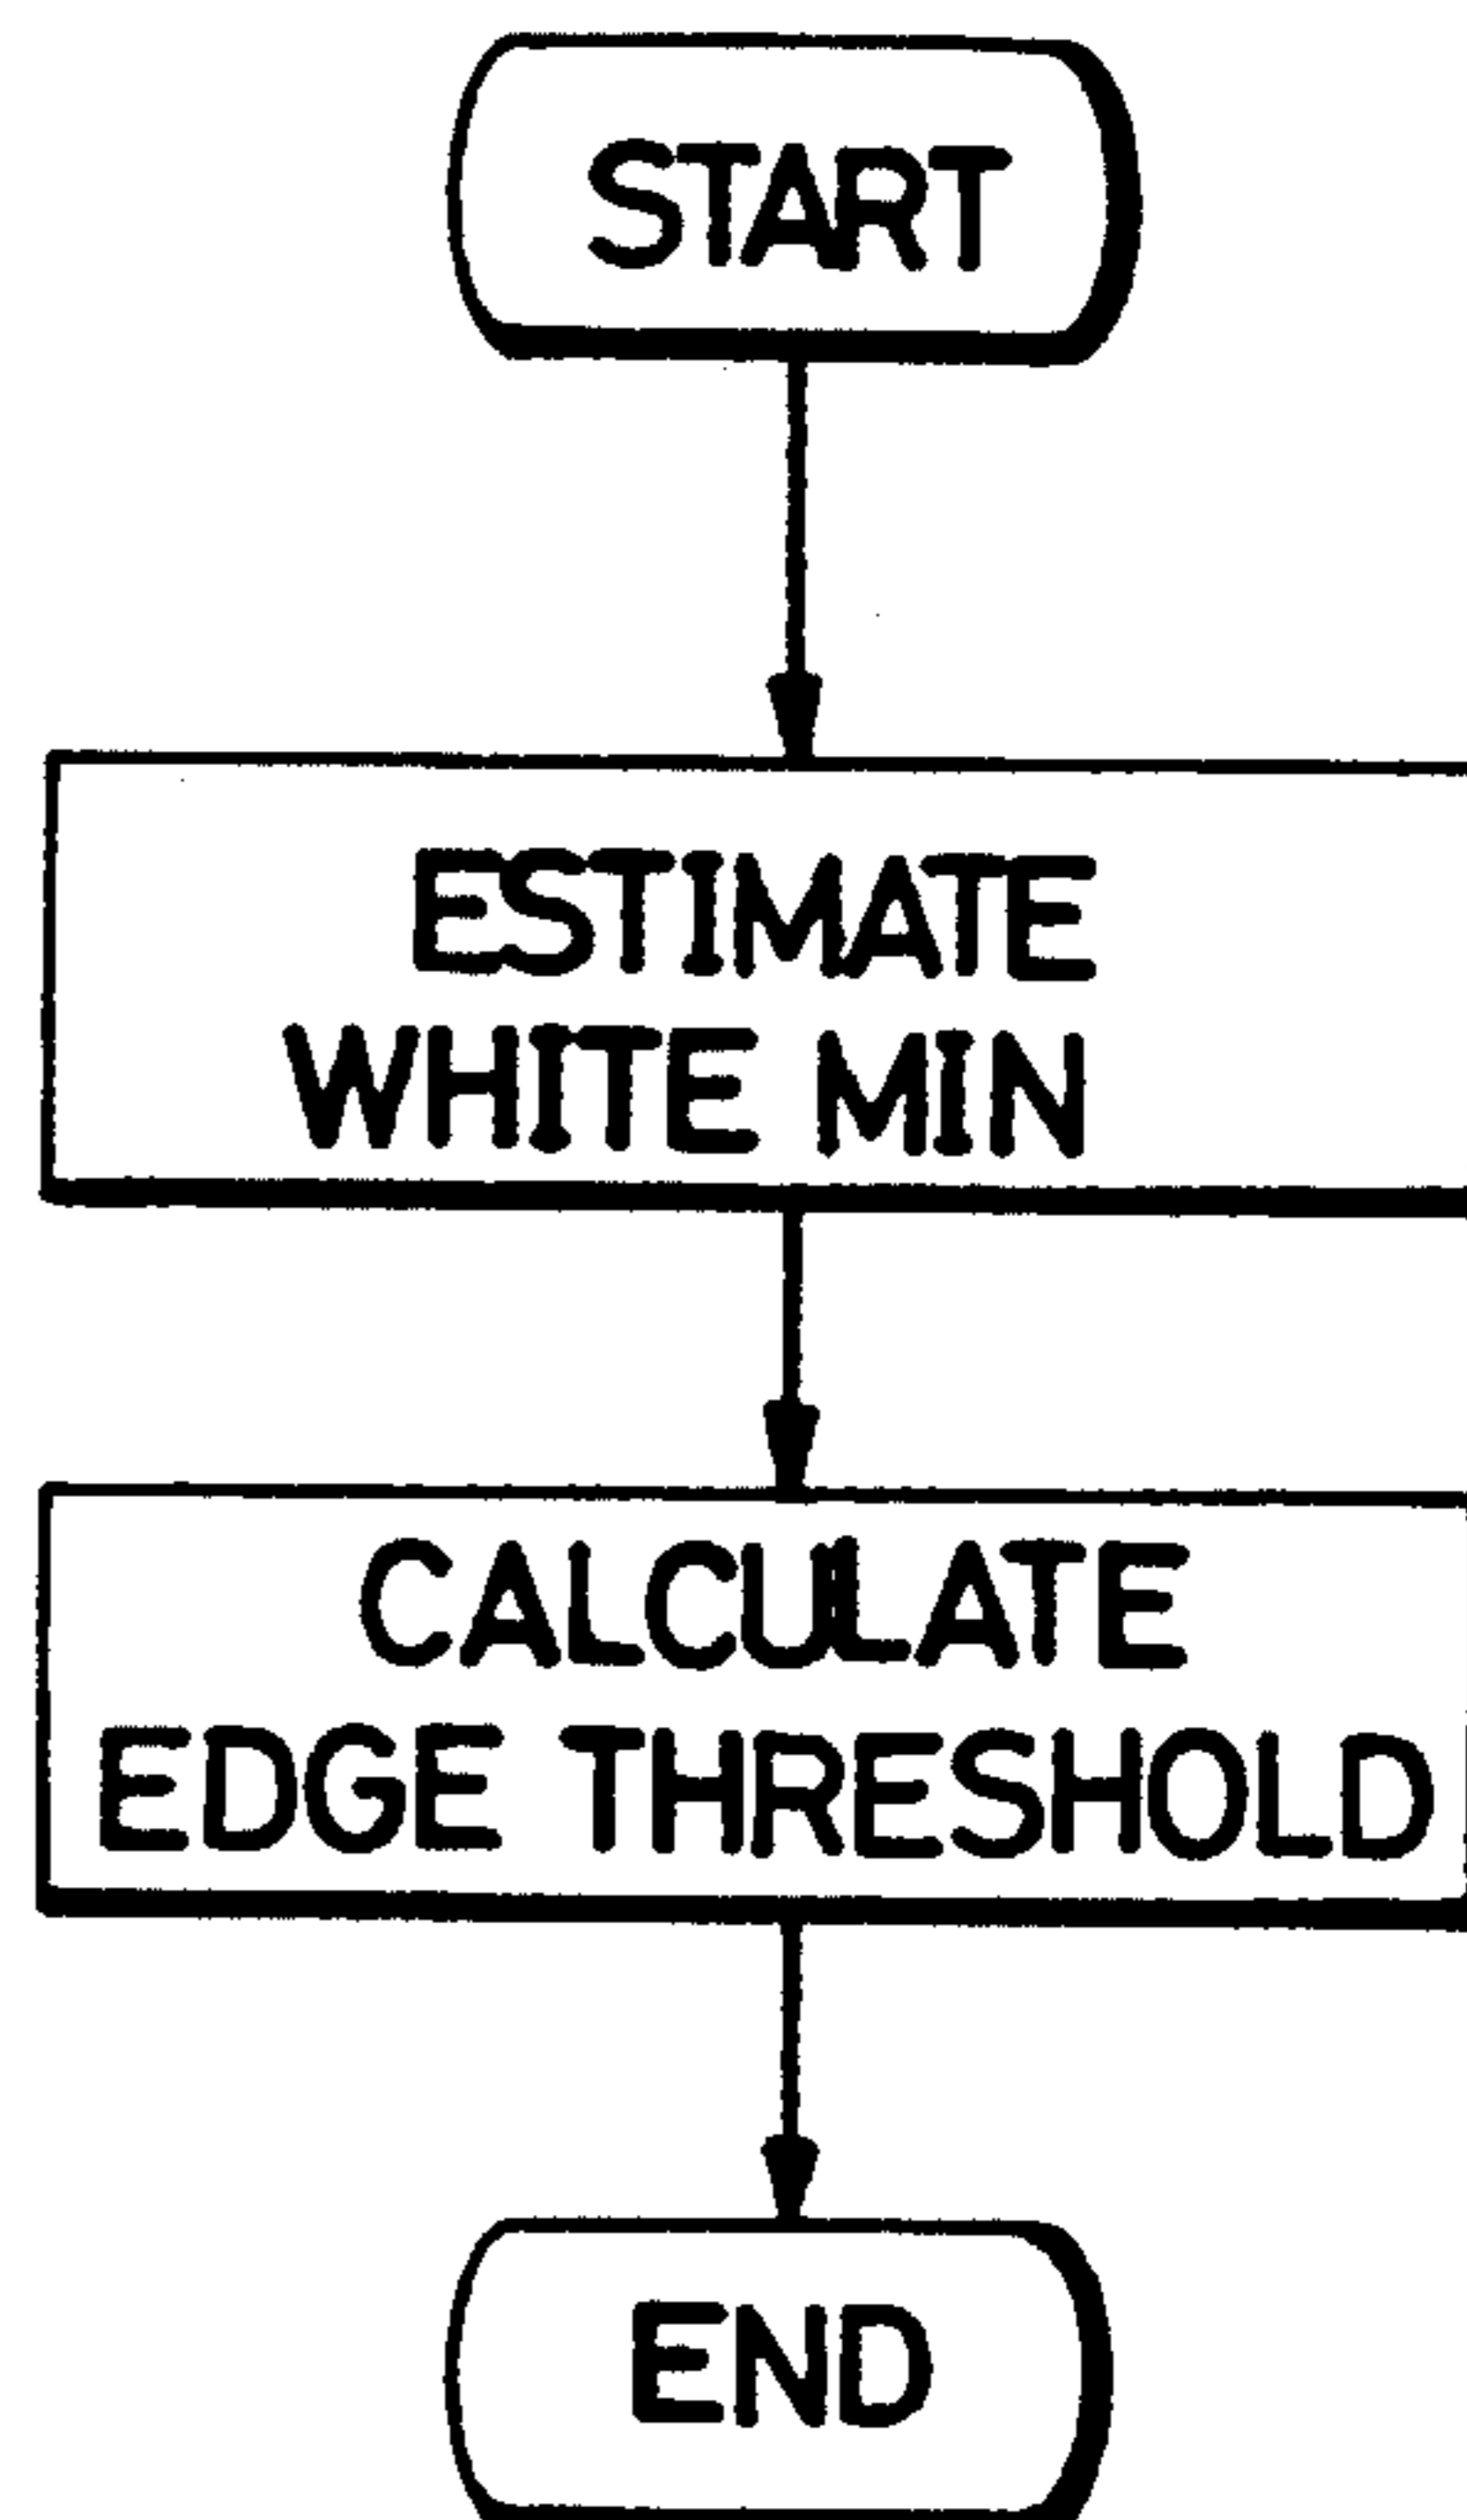 START
ESTIMATE
WHITE MIN
CALCULATE
EDGE THRESHOLD
END